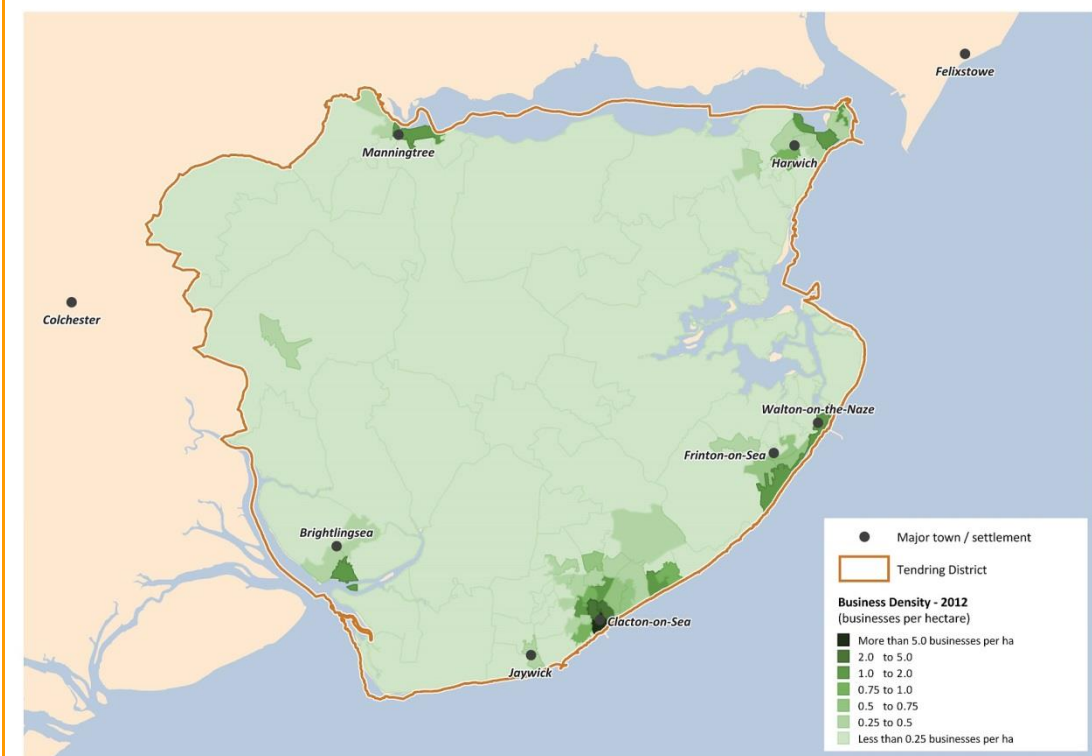 Felixstowe
Manningtree
Harwich
Colchester
Walton-on-the-Naze
Frinton-on-Sea
Brightlingsea
Clacton-on-Sea
Jaywick
Major town / settlement
Tendring District
Business Density - 2012
(businesses per hectare)
More than 5.0 businesses per ha
2.0 to 5.0
1.0 to 2.0
0.75 to 1.0
0.5 to 0.75
0.25 to 0.5
Less than 0.25 businesses per ha